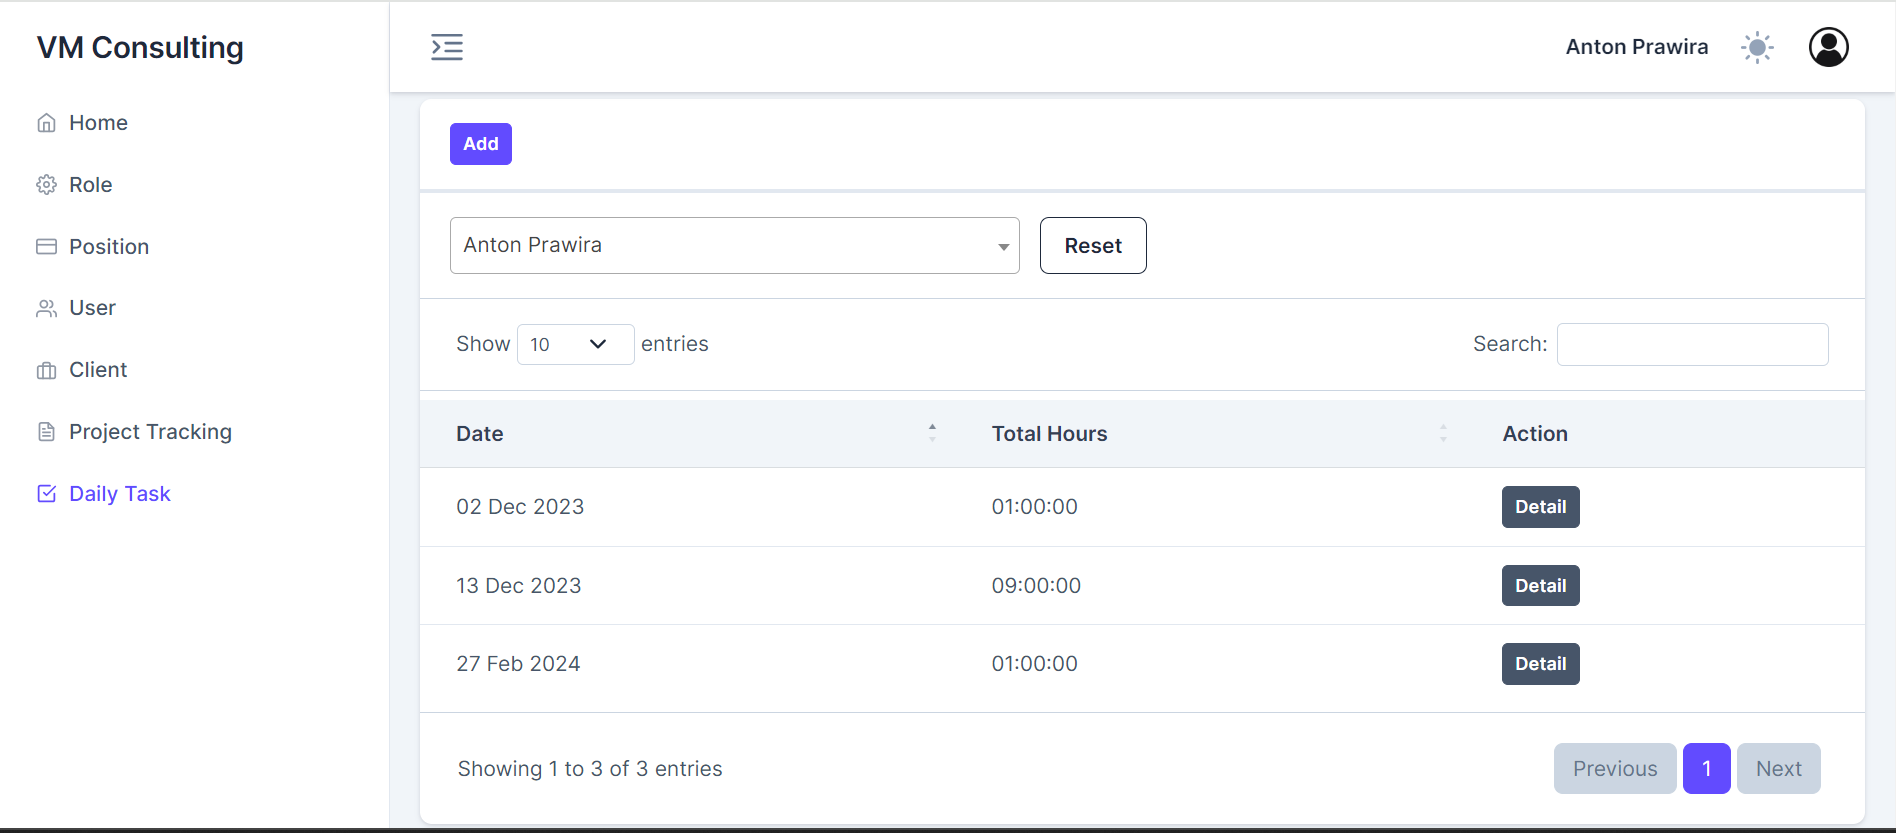 VM Consulting
Anton Prawira
Home
Role
Position
User
Client
Project Tracking
Daily Task
Add
Anton Prawira
Reset
Show 10 entries
Search:
Date Total Hours Action
02 Dec 2023 01:00:00 Detail
13 Dec 2023 09:00:00 Detail
27 Feb 2024 01:00:00 Detail
Showing 1 to 3 of 3 entries
Previous 1 Next